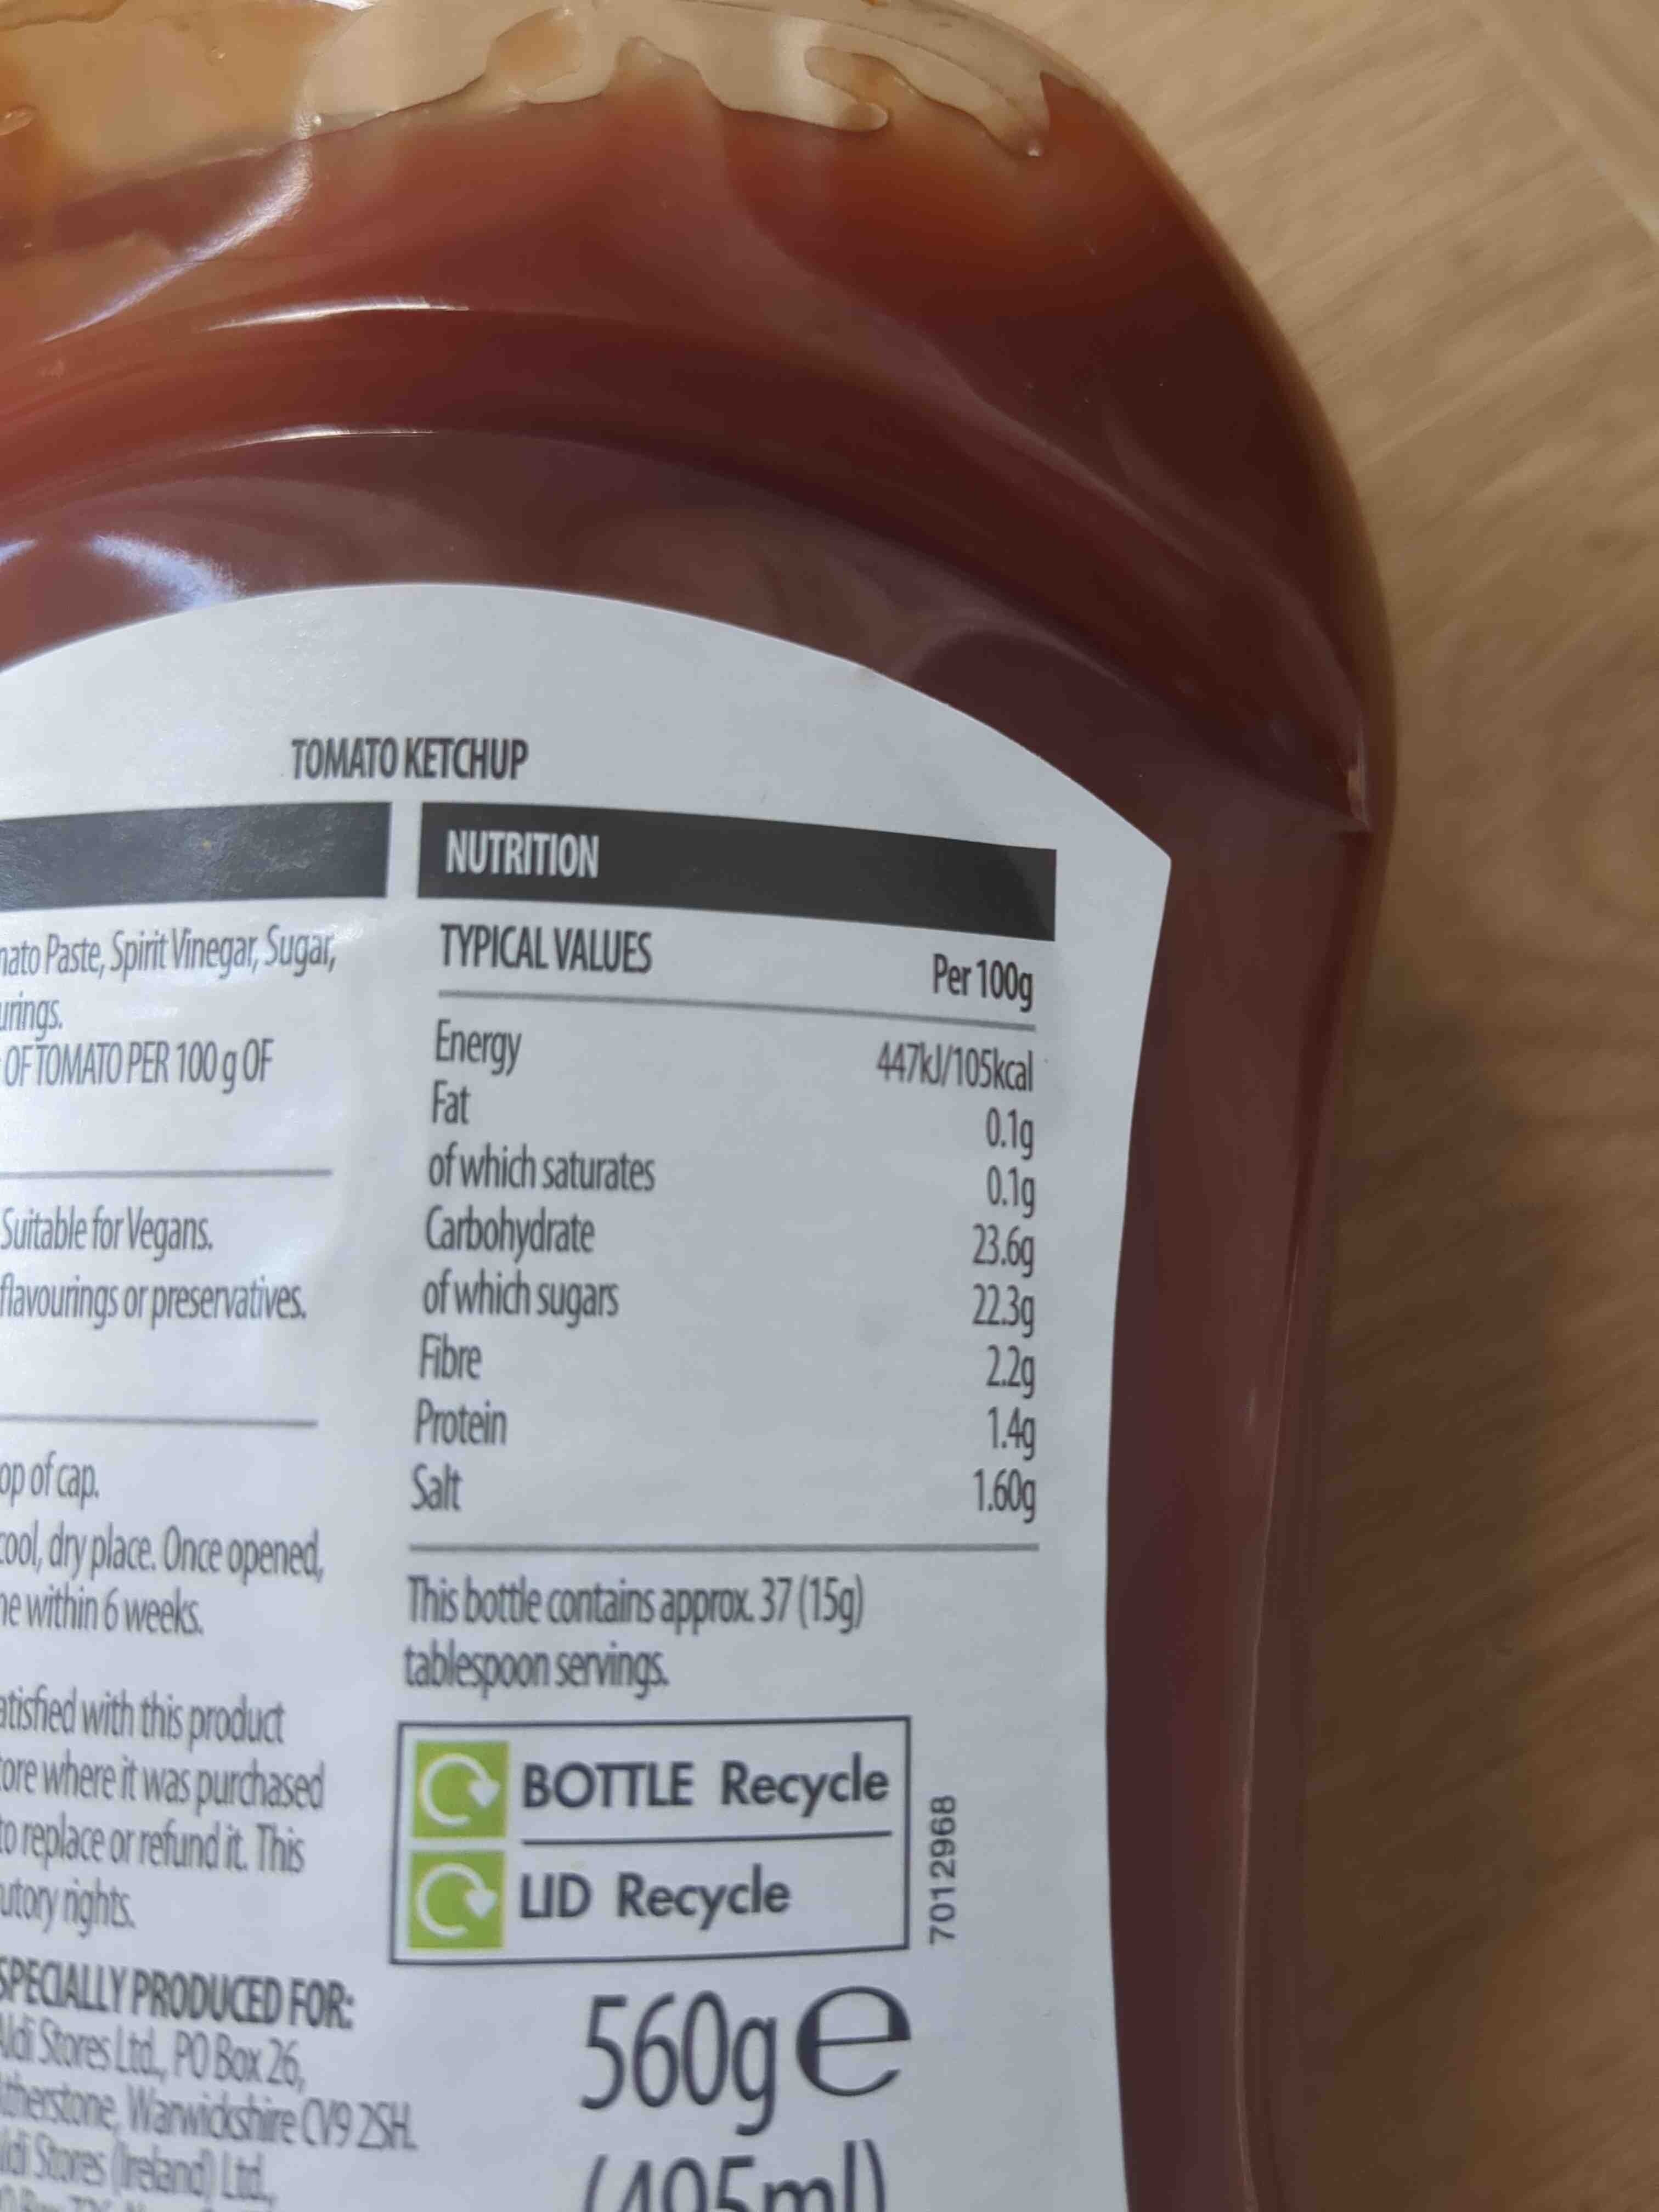 TOMATO KETCHUP
Paste, Spirit Vinegar, Sugar,
OF TOMATO PER 100 g OF
Suitable for Vegans.
flavourings or preservatives.
of cap.
cool, dry place. Once opened,
within 6 weeks.
with this product
where it was purchased
to replace or refund it. This
rights.
SPECIALLY PRODUCED FOR:
Aldi Stores Ltd., PO Box 26,
Warwickshire CV9 2SH.
Stores (Ireland) Ltd.,
NUTRITION
TYPICAL VALUES Per 100g
Energy 447kJ/105kcal
Fat 0.1g
of which saturates 0.1g
Carbohydrate 23.6g
of which sugars 22.3g
Fibre 2.2g
Protein 1.4g
Salt 1.60g
This bottle contains approx. 37 (15g)
tablespoon servings.
BOTTLE Recycle
LID Recycle
7012968
560g e
(495ml)